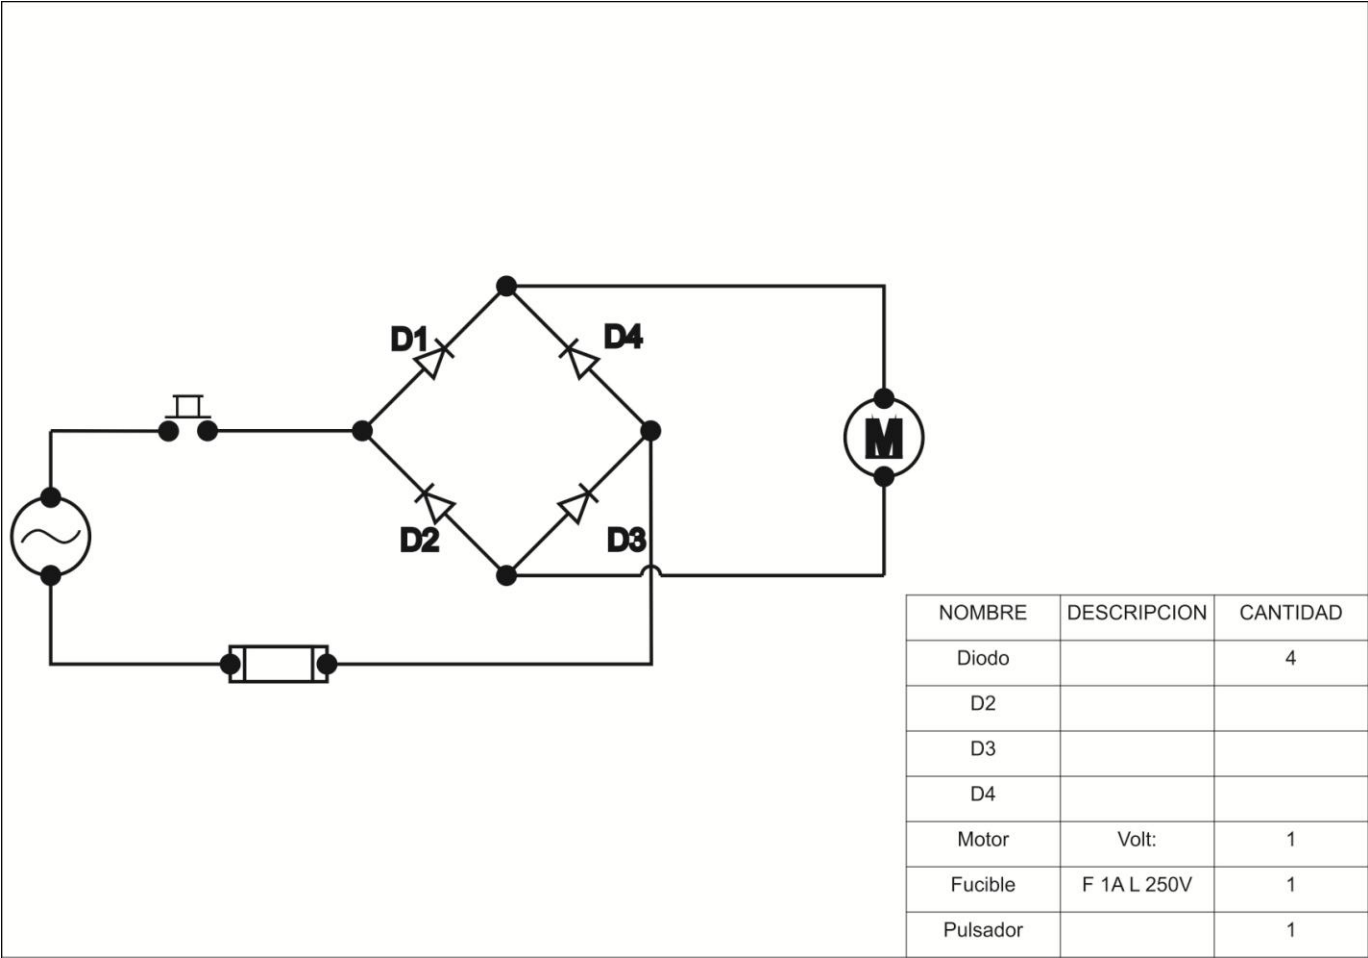 D1
D4
M
D2
D3
NOMBRE DESCRIPCION CANTIDAD
Diodo 4
D2
D3
D4
Motor Volt: 1
Fucible F 1A L 250V 1
Pulsador 1